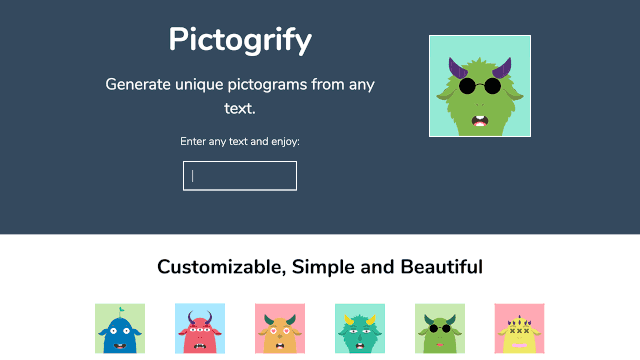 Pictogrify
Generate unique pictograms from any
text.
Enter any text and enjoy:
Customizable, Simple and Beautiful